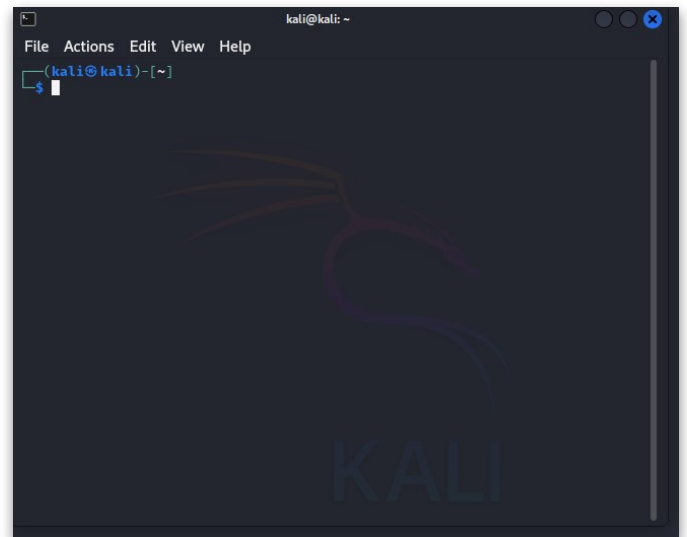 kali@kali: ~
File Actions Edit View Help
┌──(kali㉿kali)-[~]
└─$
KALI